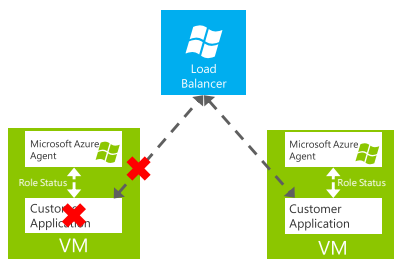 Load
Balancer
Microsoft Azure
Agent
Role Status
Customer
Application
VM
Microsoft Azure
Agent
Role Status
Customer
Application
VM